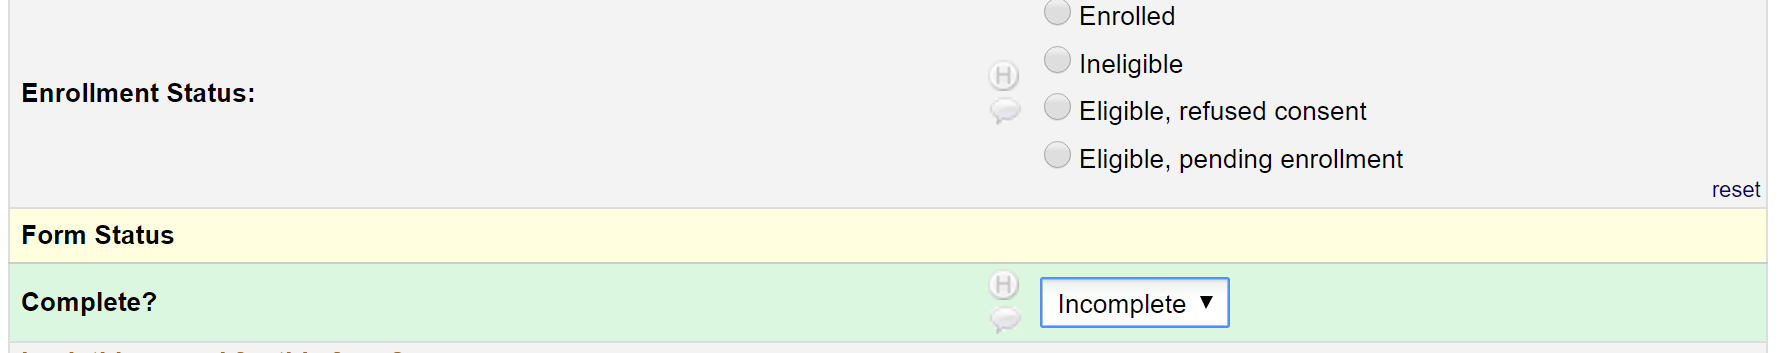 Enrolled
Ineligible
Enrollment Status:
H
Eligible, refused consent
Eligible, pending enrollment
reset
Form Status
Complete?
H
Incomplete